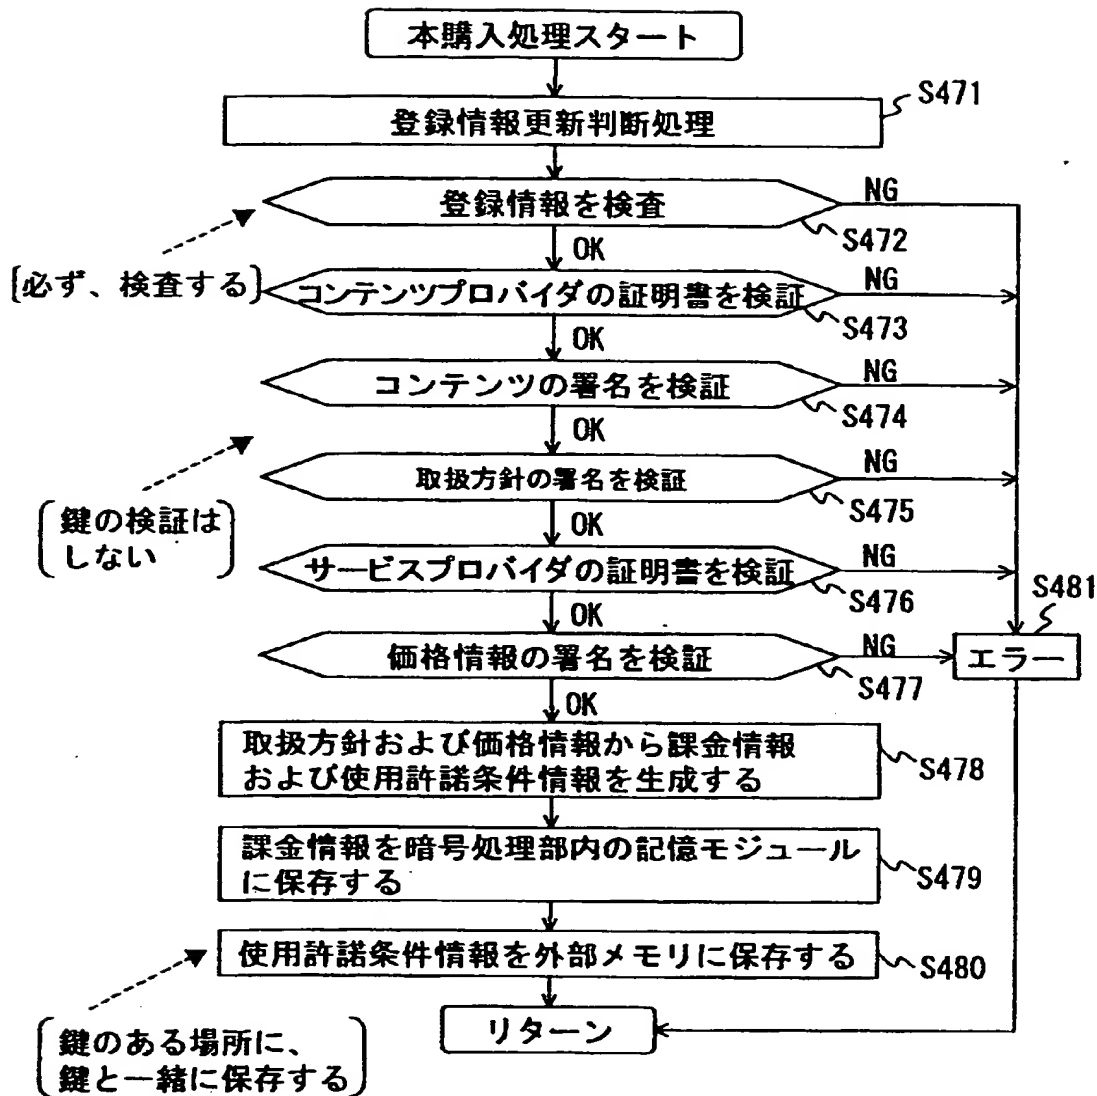 本購入処理スタート
S471
登録情報更新判断処理
登録情報を検査
NG
S472
OK
[必ず、検査する]
コンテンツプロバイダの証明書を検証
NG
S473
OK
コンテンツの署名を検証
NG
S474
OK
取扱方針の署名を検証
NG
S475
鍵の検証は
しない
OK
サービスプロバイダの証明書を検証
NG
S476
OK
S481
価格情報の署名を検証
NG
エラー
S477
OK
取扱方針および価格情報から課金情報
および使用許諾条件情報を生成する
S478
課金情報を暗号処理部内の記憶モジュール
に保存する
S479
使用許諾条件情報を外部メモリに保存する
S480
リターン
鍵のある場所に、
鍵と一緒に保存する